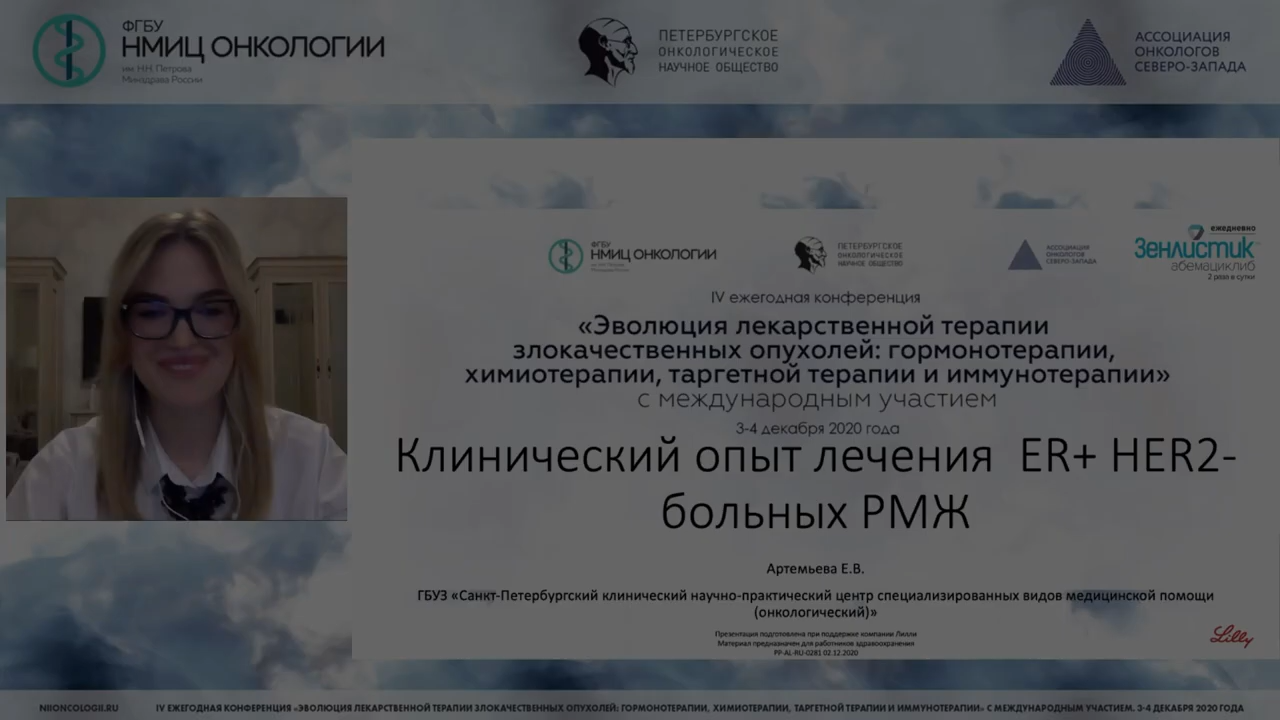 ФГБУ
НМИЦ ОНКОЛОГИИ
им. Н.Н. Петрова
Минздрава России
ПЕТЕРБУРГСКОЕ
ОНКОЛОГИЧЕСКОЕ
НАУЧНОЕ ОБЩЕСТВО
АССОЦИАЦИЯ
ОНКОЛОГОВ
СЕВЕРО-ЗАПАДА
ФГБУ
НМИЦ ОНКОЛОГИИ
ПЕТЕРБУРГСКОЕ
ОНКОЛОГИЧЕСКОЕ
НАУЧНОЕ ОБЩЕСТВО
АССОЦИАЦИЯ
ОНКОЛОГОВ
СЕВЕРО-ЗАПАДА
ежедневно
Зенлистик
абемациклиб
2 раза в сутки
IV ежегодная конференция
«Эволюция лекарственной терапии
злокачественных опухолей: гормонотерапии,
химиотерапии, таргетной терапии и иммунотерапии»
с международным участием
3-4 декабря 2020 года
Клинический опыт лечения ER+ HER2-
больных РМЖ
Артемьева Е.В.
ГБУЗ «Санкт-Петербургский клинический научно-практический центр специализированных видов медицинской помощи
(онкологический)»
Презентация подготовлена при поддержке компании Лилли
Материал предназначен для работников здравоохранения
PP-AL-RU-0281 02.12.2020
Lilly
NIIONCOLOGII.RU
IV ЕЖЕГОДНАЯ КОНФЕРЕНЦИЯ «ЭВОЛЮЦИЯ ЛЕКАРСТВЕННОЙ ТЕРАПИИ ЗЛОКАЧЕСТВЕННЫХ ОПУХОЛЕЙ: ГОРМОНОТЕРАПИИ, ХИМИОТЕРАПИИ, ТАРГЕТНОЙ ТЕРАПИИ И ИММУНОТЕРАПИИ» С МЕЖДУНАРОДНЫМ УЧАСТИЕМ. 3-4 ДЕКАБРЯ 2020 ГОДА